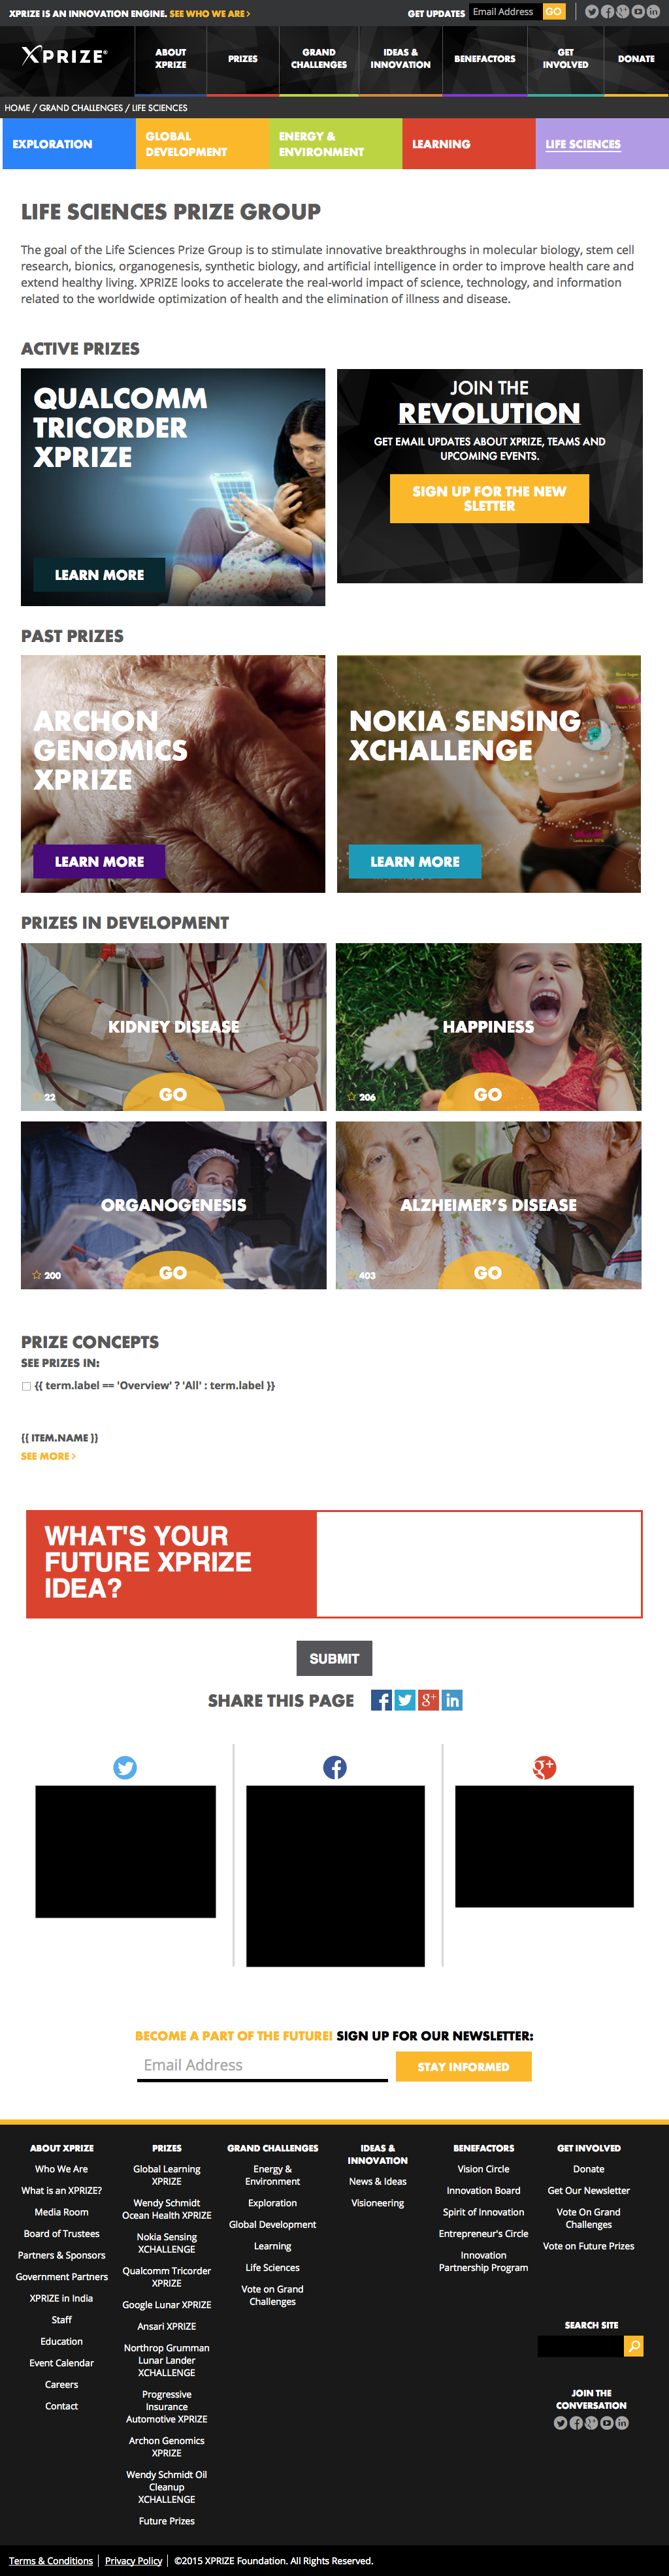 XPRIZE IS AN INNOVATION ENGINE. SEE WHO WE ARE >
GET UPDATES Email Address GO
XPRIZE®
ABOUT
XPRIZE
PRIZES
GRAND
CHALLENGES
IDEAS &
INNOVATION
BENEFACTORS
GET
INVOLVED
DONATE
HOME / GRAND CHALLENGES / LIFE SCIENCES
EXPLORATION
GLOBAL
DEVELOPMENT
ENERGY &
ENVIRONMENT
LEARNING
LIFE SCIENCES
LIFE SCIENCES PRIZE GROUP
The goal of the Life Sciences Prize Group is to stimulate innovative breakthroughs in molecular biology, stem cell
research, bionics, organogenesis, synthetic biology, and artificial intelligence in order to improve health care and
extend healthy living. XPRIZE looks to accelerate the real-world impact of science, technology, and information
related to the worldwide optimization of health and the elimination of illness and disease.
ACTIVE PRIZES
QUALCOMM
TRICORDER
XPRIZE
LEARN MORE
JOIN THE
REVOLUTION
GET EMAIL UPDATES ABOUT XPRIZE, TEAMS AND
UPCOMING EVENTS.
SIGN UP FOR THE NEW
SLETTER
PAST PRIZES
ARCHON
GENOMICS
XPRIZE
LEARN MORE
NOKIA SENSING
XCHALLENGE
LEARN MORE
PRIZES IN DEVELOPMENT
KIDNEY DISEASE
22
GO
HAPPINESS
206
GO
ORGANOGENESIS
200
GO
ALZHEIMER'S DISEASE
403
GO
PRIZE CONCEPTS
SEE PRIZES IN:
{{ term.label == 'Overview' ? 'All' : term.label }}
{{ ITEM.NAME }}
SEE MORE >
WHAT'S YOUR
FUTURE XPRIZE
IDEA?
SUBMIT
SHARE THIS PAGE
BECOME A PART OF THE FUTURE! SIGN UP FOR OUR NEWSLETTER:
Email Address
STAY INFORMED
ABOUT XPRIZE
Who We Are
What is an XPRIZE?
Media Room
Board of Trustees
Partners & Sponsors
Government Partners
XPRIZE in India
Staff
Education
Event Calendar
Careers
Contact
PRIZES
Global Learning
XPRIZE
Wendy Schmidt
Ocean Health XPRIZE
Nokia Sensing
XCHALLENGE
Qualcomm Tricorder
XPRIZE
Google Lunar XPRIZE
Ansari XPRIZE
Northrop Grumman
Lunar Lander
XCHALLENGE
Progressive
Insurance
Automotive XPRIZE
Archon Genomics
XPRIZE
Wendy Schmidt Oil
Cleanup
XCHALLENGE
Future Prizes
GRAND CHALLENGES
Energy &
Environment
Exploration
Global Development
Learning
Life Sciences
Vote on Grand
Challenges
IDEAS &
INNOVATION
News & Ideas
Visioneering
BENEFACTORS
Vision Circle
Innovation Board
Spirit of Innovation
Entrepreneur's Circle
Innovation
Partnership Program
GET INVOLVED
Donate
Get Our Newsletter
Vote On Grand
Challenges
Vote on Future Prizes
SEARCH SITE
JOIN THE
CONVERSATION
Terms & Conditions | Privacy Policy | ©2015 XPRIZE Foundation. All Rights Reserved.